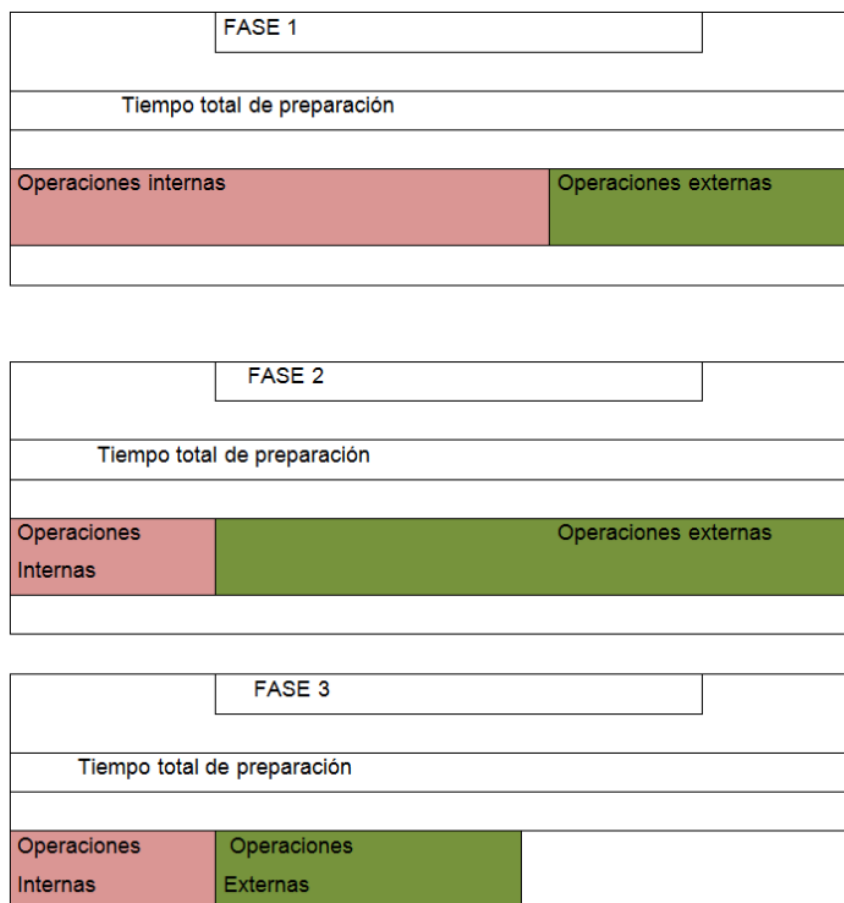 FASE 1
Tiempo total de preparación
Operaciones internas
Operaciones externas
FASE 2
Tiempo total de preparación
Operaciones
Internas
Operaciones externas
FASE 3
Tiempo total de preparación
Operaciones
Internas
Operaciones
Externas